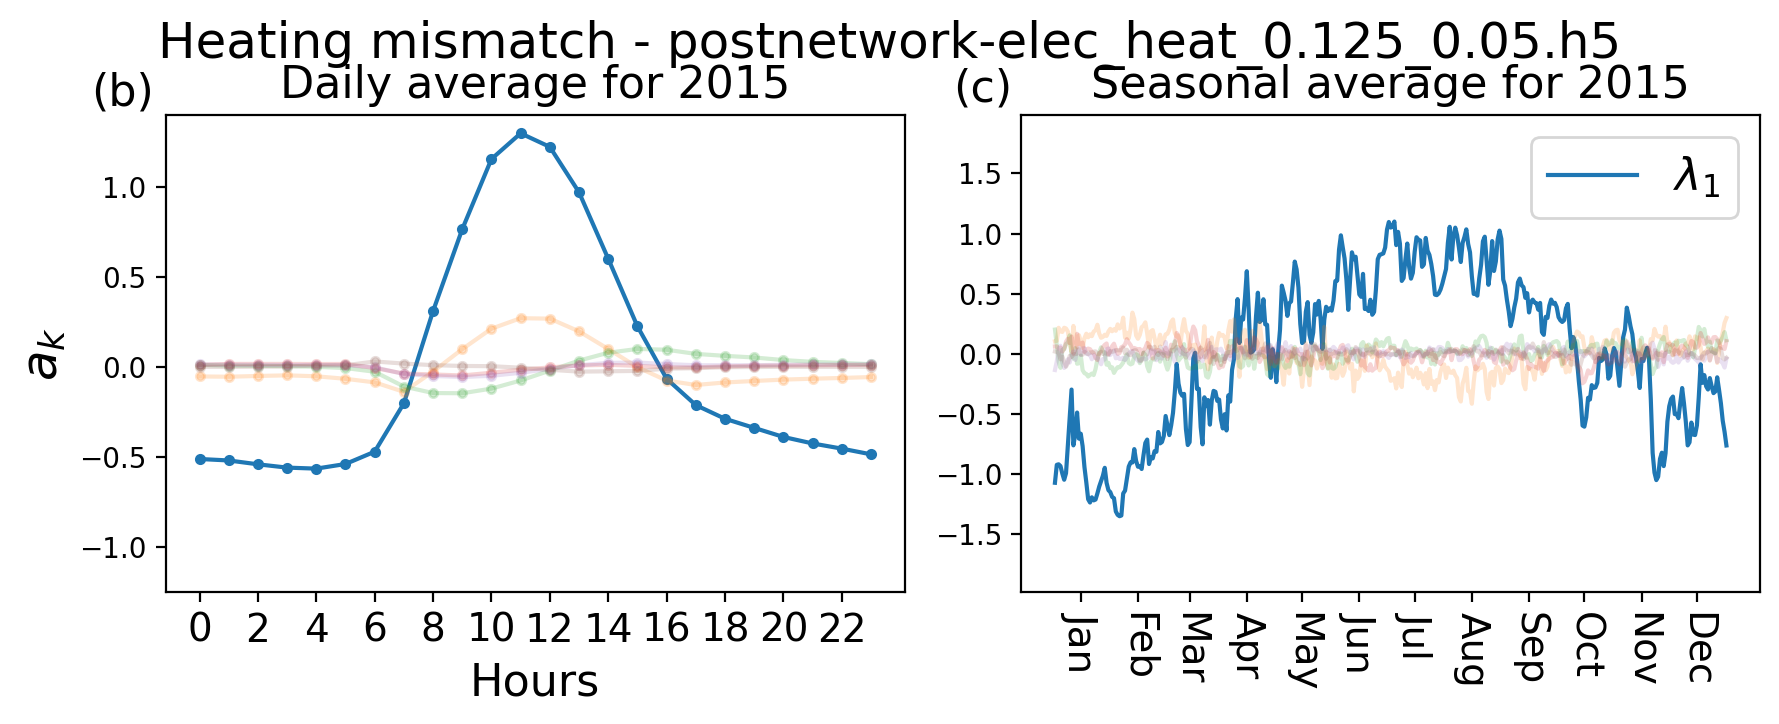 Heating mismatch - postnetwork-elec_heat_0.125_0.05.h5
(b) Daily average for 2015
1.0
0.5
0.0
−0.5
−1.0
a_k
0 2 4 6 8 10 12 14 16 18 20 22
Hours
(c) Seasonal average for 2015
λ₁
1.5
1.0
0.5
0.0
−0.5
−1.0
−1.5
Jan Feb Mar Apr May Jun Jul Aug Sep Oct Nov Dec